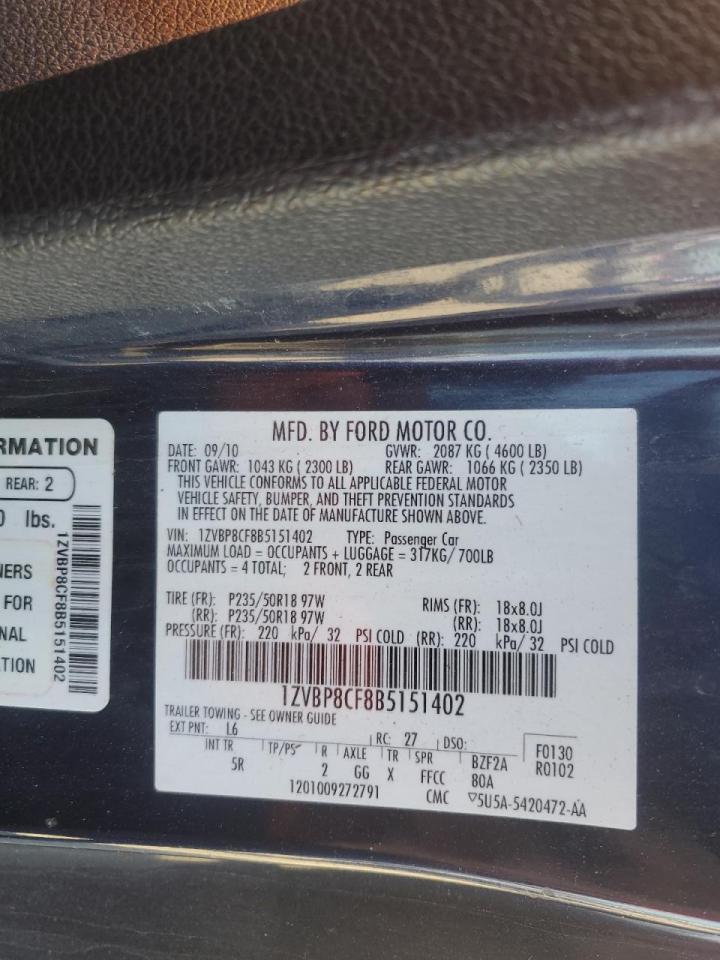 RMATION
REAR: 2
0 lbs.
NERS
FOR
NAL
ATION
1ZVBP8CF8B5151402
MFD. BY FORD MOTOR CO.
DATE: 09/10 GVWR: 2087 KG ( 4600 LB)
FRONT GAWR: 1043 KG ( 2300 LB) REAR GAWR: 1066 KG ( 2350 LB)
THIS VEHICLE CONFORMS TO ALL APPLICABLE FEDERAL MOTOR
VEHICLE SAFETY, BUMPER, AND THEFT PREVENTION STANDARDS
IN EFFECT ON THE DATE OF MANUFACTURE SHOWN ABOVE.
VIN: 1ZVBP8CF8B5151402 TYPE: Passenger Car
MAXIMUM LOAD = OCCUPANTS + LUGGAGE = 317KG/ 700LB
OCCUPANTS = 4 TOTAL; 2 FRONT, 2 REAR
TIRE (FR): P235/50R18 97W RIMS (FR): 18x8.0J
(RR): P235/50R18 97W (RR): 18x8.0J
PRESSURE (FR): 220 kPa/ 32 PSI COLD (RR): 220 kPa/ 32 PSI COLD
1ZVBP8CF8B5151402
TRAILER TOWING - SEE OWNER GUIDE
EXT PNT: L6 RC: 27 DSO: F0130
INT TR TP/PS R AXLE TR SPR BZF2A R0102
5R 2 GG X FFCC 80A
1201009272791 CMC ▽5U5A-5420472-AA